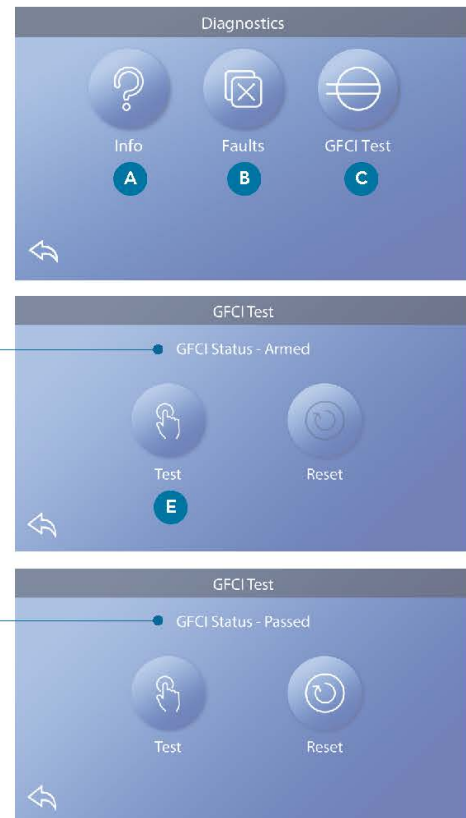 Diagnostics
Info Faults GFCI Test
A B C
GFCI Test
GFCI Status - Armed
Test Reset
E
GFCI Test
GFCI Status - Passed
Test Reset